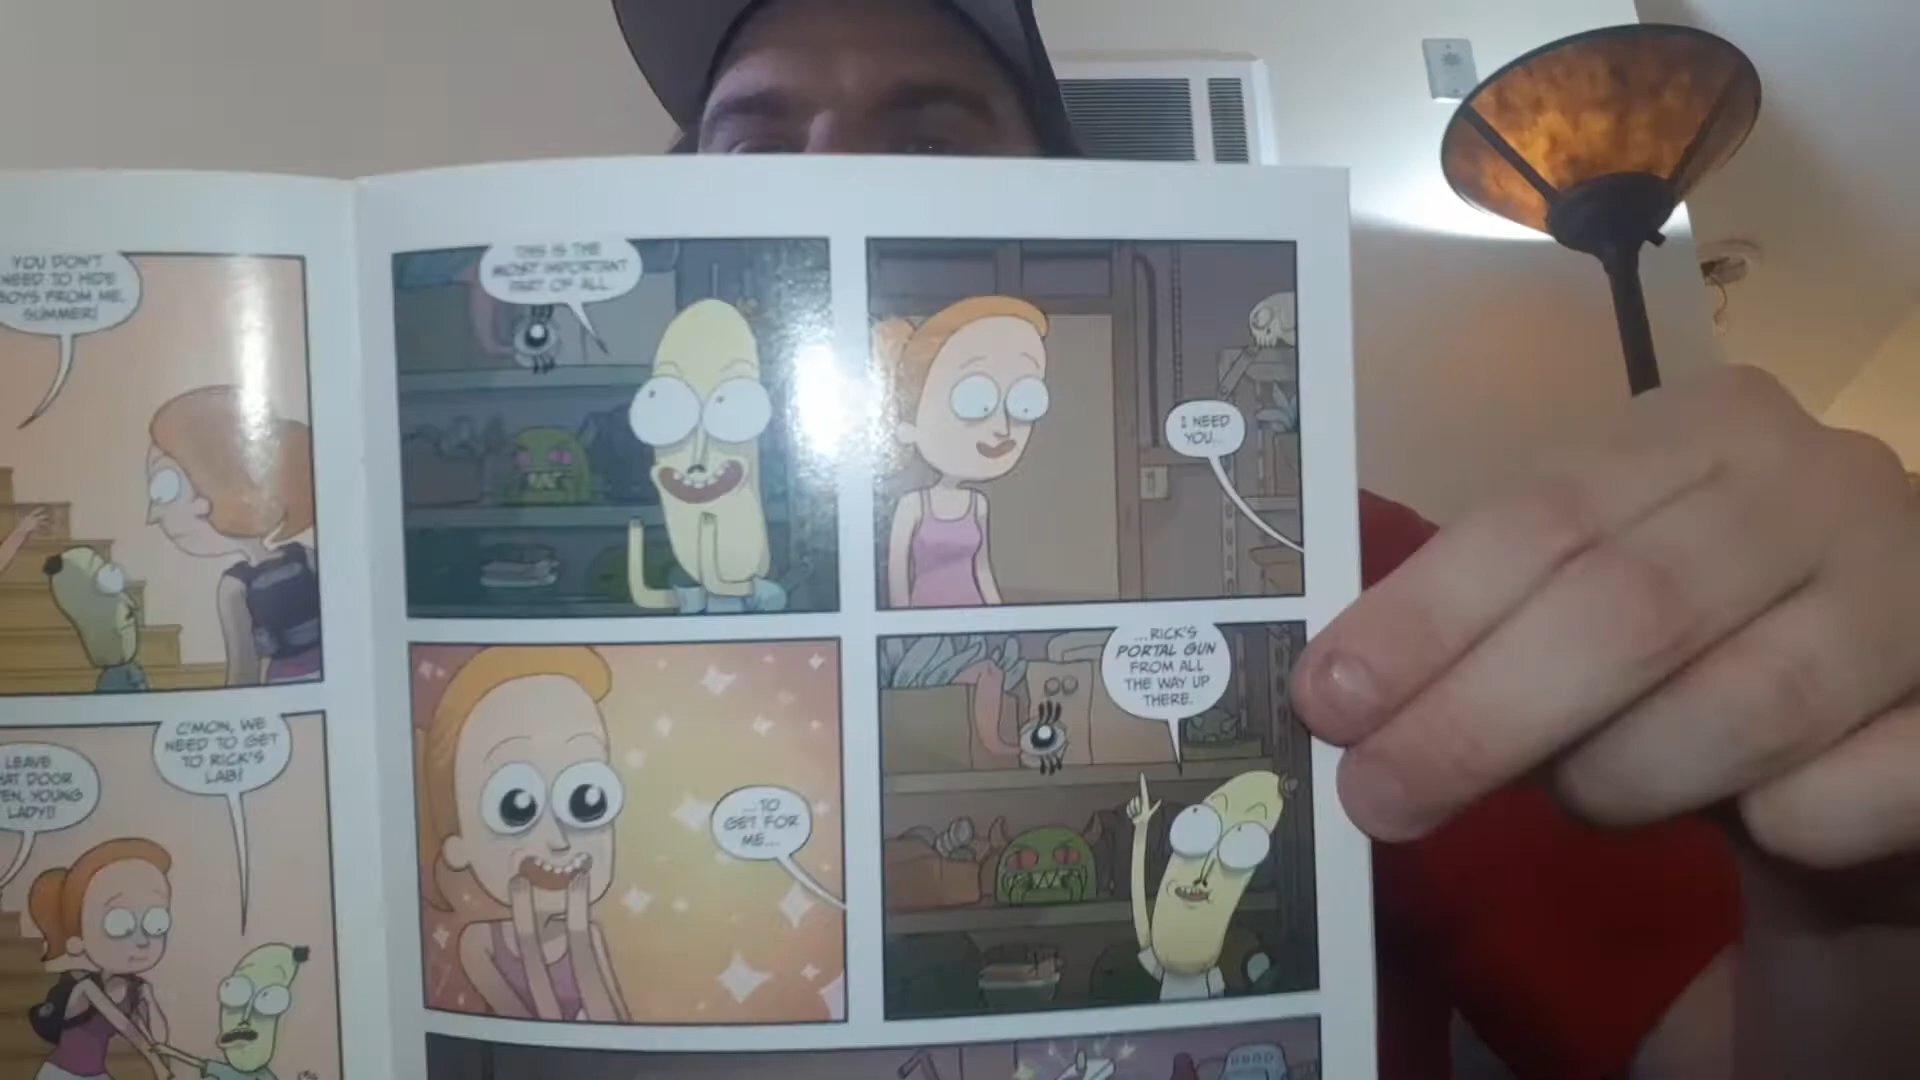 YOU DON'T
NEED TO HIDE
BOYS FROM ME,
SUMMER!
LEAVE
DOOR
YOUNG
LADY!!
C'MON, WE
NEED TO GET
TO RICK'S
LAB!
THIS IS THE
MOST IMPORTANT
PART OF ALL.
I NEED
YOU...
...TO
GET FOR
ME...
...RICK'S
PORTAL GUN
FROM ALL
THE WAY UP
THERE.